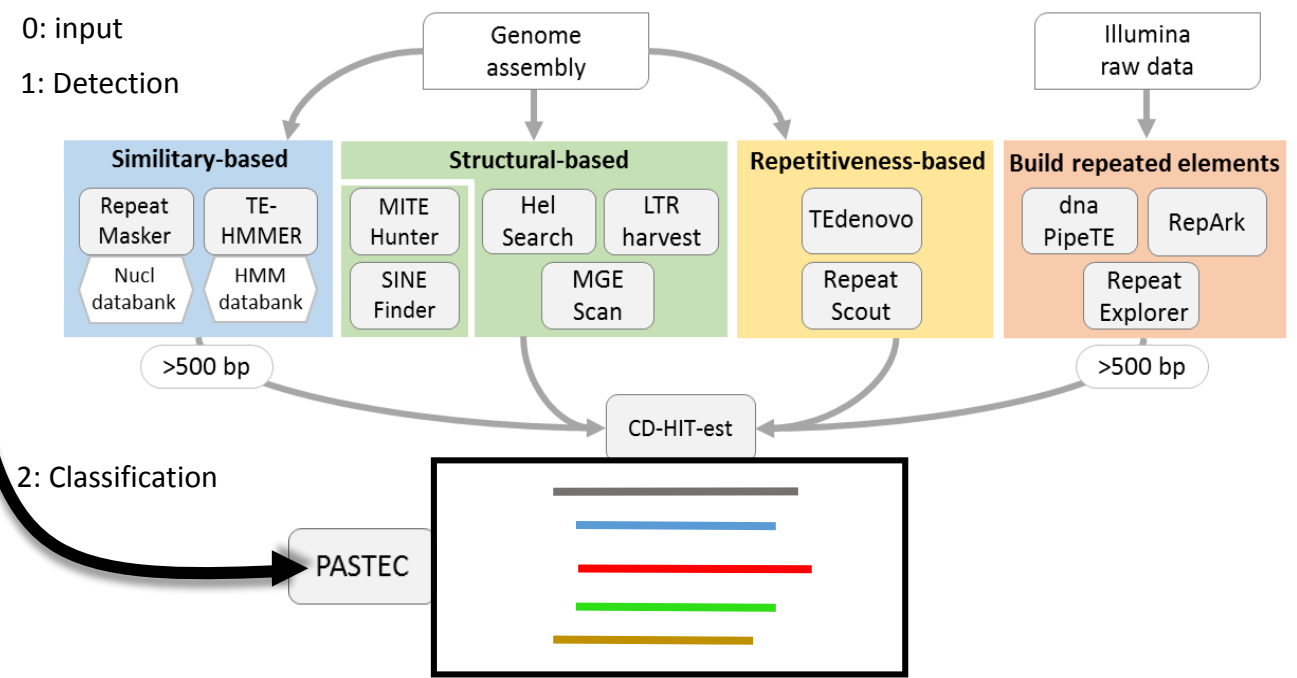 0: input
Genome
assembly
Illumina
raw data
1: Detection
Similitary-based
Structural-based
Repetitiveness-based
Build repeated elements
Repeat
Masker
TE-
HMMER
Nucl
databank
HMM
databank
MITE
Hunter
SINE
Finder
Hel
Search
LTR
harvest
MGE
Scan
TEdenovo
Repeat
Scout
dna
PipeTE
RepArk
Repeat
Explorer
>500 bp
>500 bp
CD-HIT-est
2: Classification
PASTEC